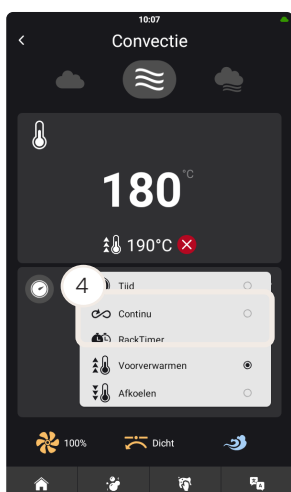 10:07
Convectie
180 °C
190°C
4
Tijd
Continu
RackTimer
Voorverwarmen
Afkoelen
100% Dicht